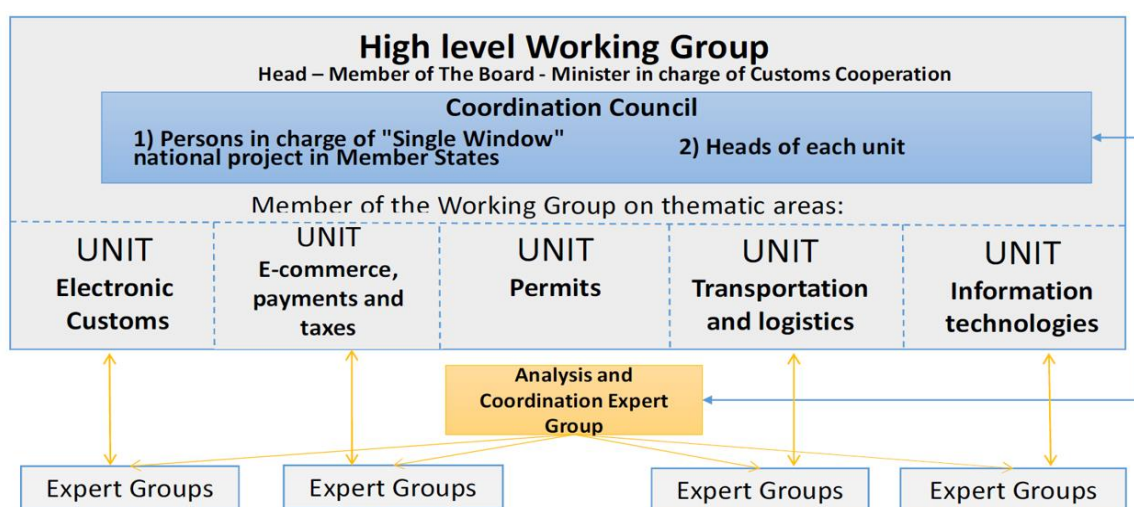 High level Working Group
Head – Member of The Board - Minister in charge of Customs Cooperation
Coordination Council
1) Persons in charge of "Single Window"
national project in Member States
2) Heads of each unit
Member of the Working Group on thematic areas:
UNIT
Electronic
Customs
UNIT
E-commerce,
payments and
taxes
UNIT
Permits
UNIT
Transportation
and logistics
UNIT
Information
technologies
Analysis and
Coordination Expert
Group
Expert Groups
Expert Groups
Expert Groups
Expert Groups